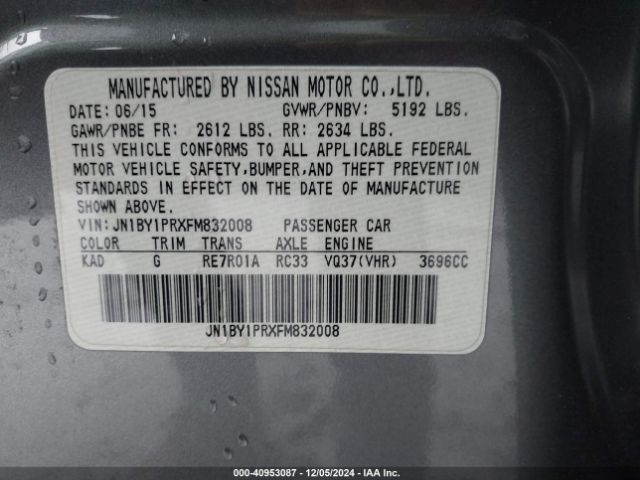 MANUFACTURED BY NISSAN MOTOR CO.,LTD.
DATE: 06/15 GVWR/PNBV: 5192 LBS.
GAWR/PNBE FR: 2612 LBS. RR: 2634 LBS.
THIS VEHICLE CONFORMS TO ALL APPLICABLE FEDERAL
MOTOR VEHICLE SAFETY,BUMPER,AND THEFT PREVENTION
STANDARDS IN EFFECT ON THE DATE OF MANUFACTURE
SHOWN ABOVE.
VIN:JN1BY1PRXFM832008 PASSENGER CAR
COLOR TRIM TRANS AXLE ENGINE
KAD G RE7R01A RC33 VQ37(VHR) 3696CC
JN1BY1PRXFM832008
000-40953087 - 12/05/2024 - IAAI.com